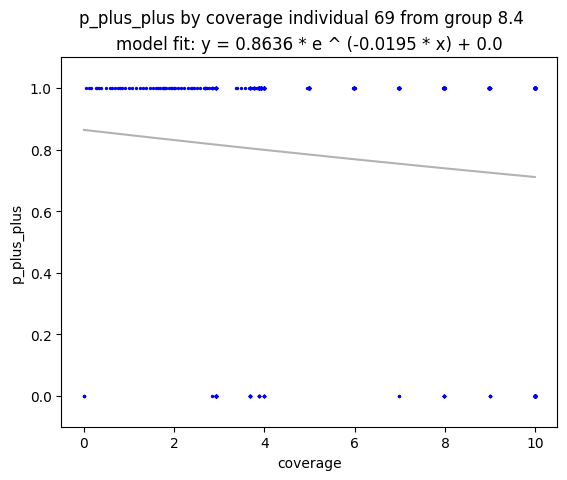 p_plus_plus by coverage individual 69 from group 8.4
model fit: y = 0.8636 * e ^ (-0.0195 * x) + 0.0
1.0
0.8
0.6
0.4
0.2
0.0
p_plus_plus
0 2 4 6 8 10
coverage